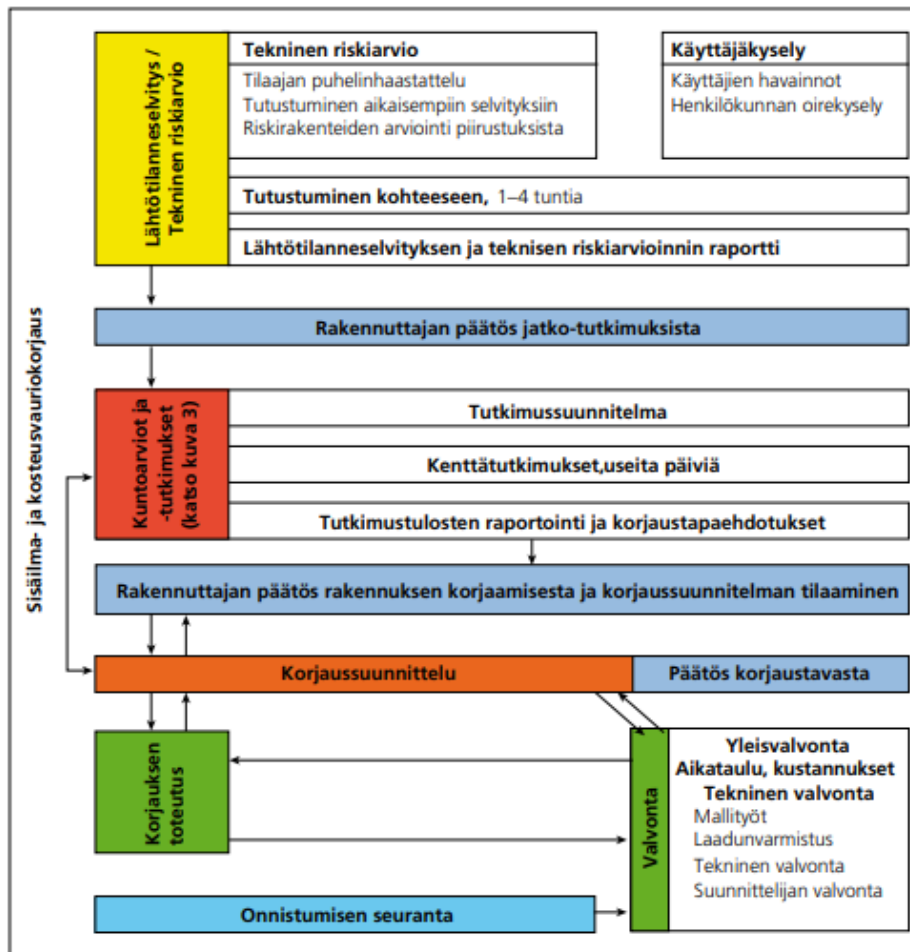 Sisäilma- ja kosteusvauriokorjaus
Lähtötilanneselvitys /
Tekninen riskiarvio
Tekninen riskiarvio
Tilaajan puhelinhaastattelu
Tutustuminen aikaisempiin selvityksiin
Riskirakenteiden arviointi piirustuksista
Käyttäjäkysely
Käyttäjien havainnot
Henkilökunnan oirekysely
Tutustuminen kohteeseen, 1–4 tuntia
Lähtötilanneselvityksen ja teknisen riskiarvioinnin raportti
Rakennuttajan päätös jatko-tutkimuksista
Kuntoarviot ja
-tutkimukset
(katso kuva 3)
Tutkimussuunnitelma
Kenttätutkimukset,useita päiviä
Tutkimustulosten raportointi ja korjaustapaehdotukset
Rakennuttajan päätös rakennuksen korjaamisesta ja korjaussuunnitelman tilaaminen
Korjaussuunnittelu
Päätös korjaustavasta
Korjauksen
toteutus
Valvonta
Yleisvalvonta
Aikataulu, kustannukset
Tekninen valvonta
Mallityöt
Laadunvarmistus
Tekninen valvonta
Suunnittelijan valvonta
Onnistumisen seuranta